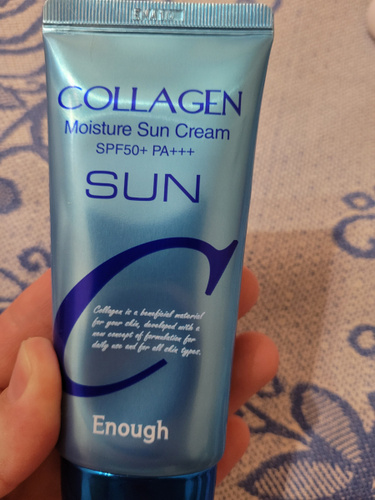 COLLAGEN
Moisture Sun Cream
SPF50+ PA+++
SUN
Collagen is a beneficial material
for your skin, developed with a
new concept of formulation for
daily use and for all skin types.
Enough